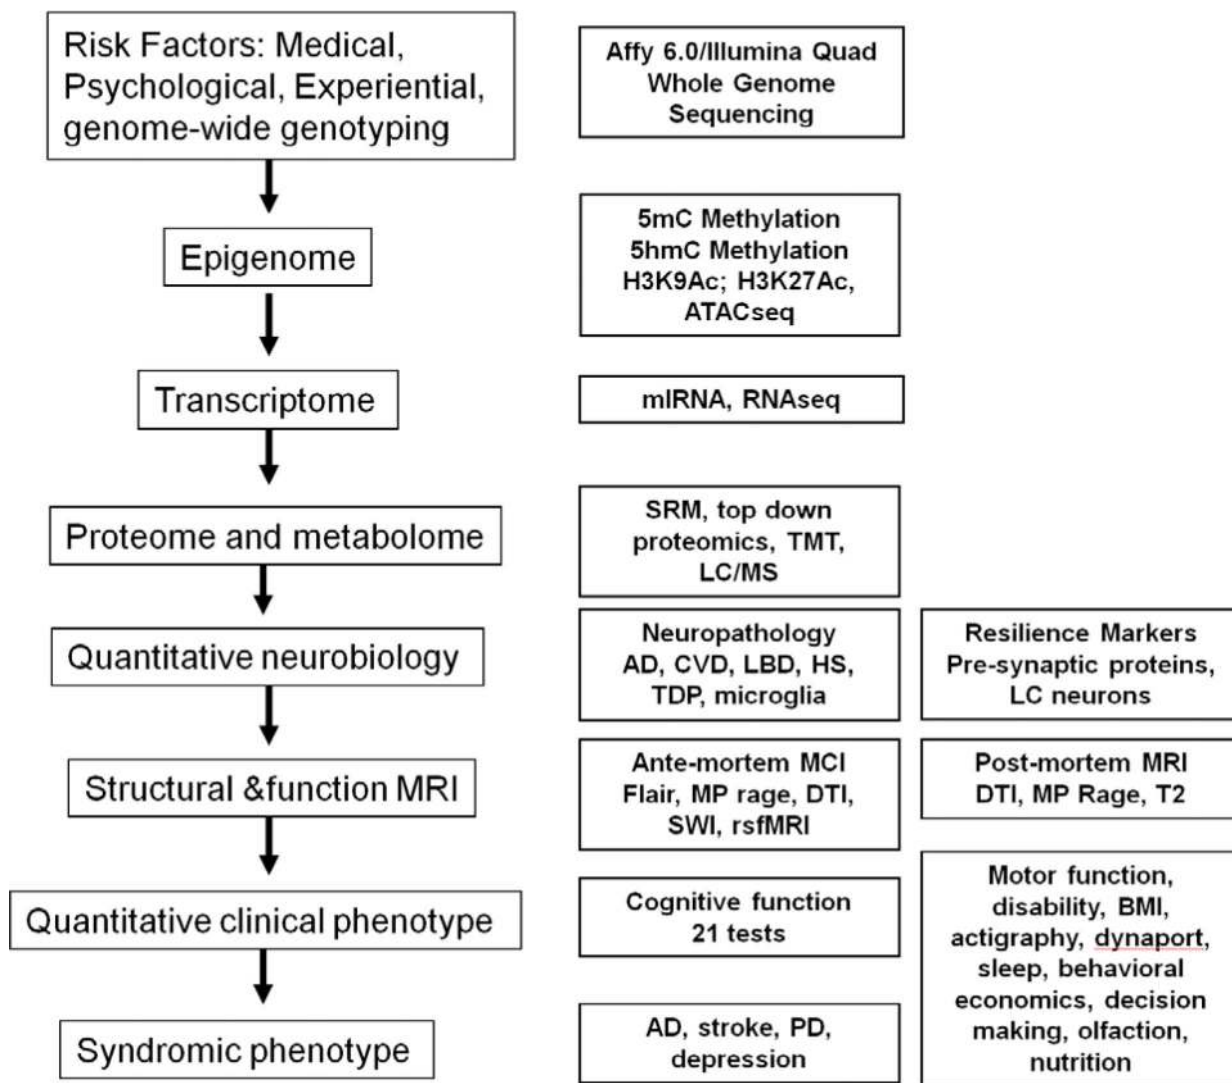 Risk Factors: Medical,
Psychological, Experiential,
genome-wide genotyping
Affy 6.0/Illumina Quad
Whole Genome
Sequencing
Epigenome
5mC Methylation
5hmC Methylation
H3K9Ac; H3K27Ac,
ATACseq
Transcriptome
mIRNA, RNAseq
Proteome and metabolome
SRM, top down
proteomics, TMT,
LC/MS
Quantitative neurobiology
Neuropathology
AD, CVD, LBD, HS,
TDP, microglia
Resilience Markers
Pre-synaptic proteins,
LC neurons
Structural &function MRI
Ante-mortem MCI
Flair, MP rage, DTI,
SWI, rsfMRI
Post-mortem MRI
DTI, MP Rage, T2
Quantitative clinical phenotype
Cognitive function
21 tests
Motor function,
disability, BMI,
actigraphy, dynaport,
sleep, behavioral
economics, decision
making, olfaction,
nutrition
Syndromic phenotype
AD, stroke, PD,
depression